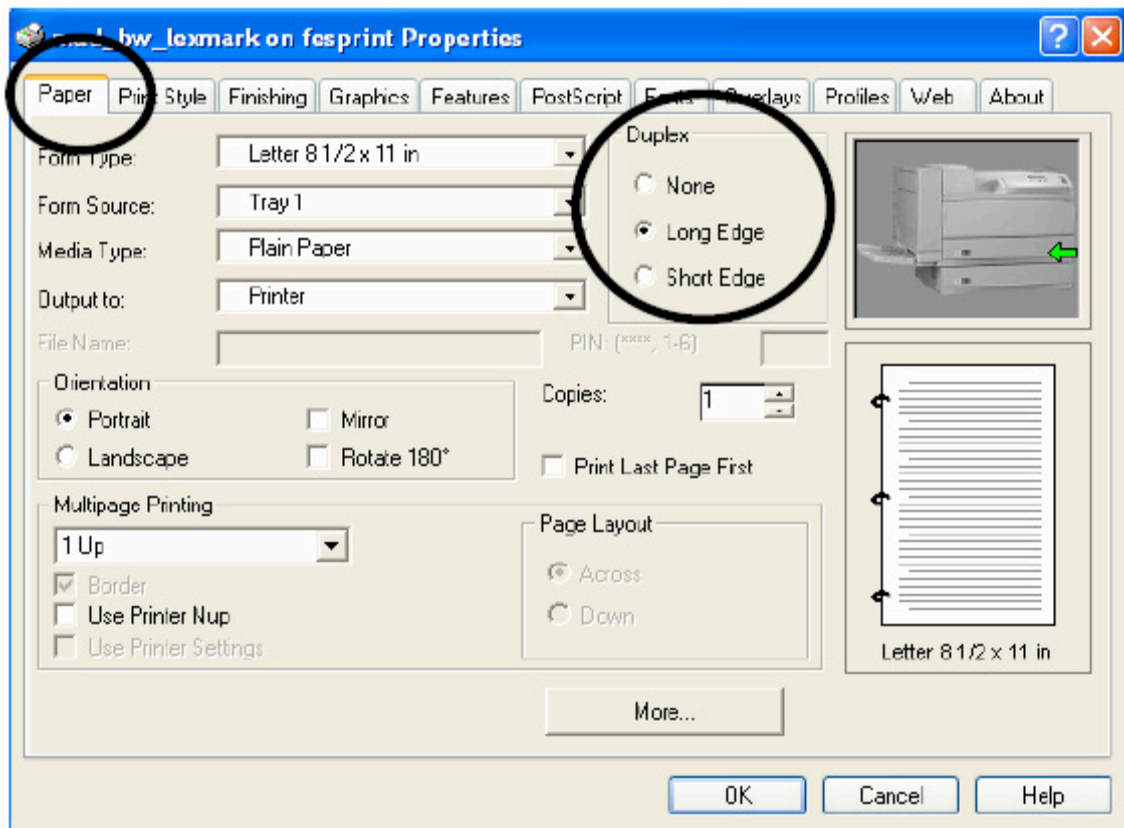 _bw_lexmark on fesprint Properties
Paper Print Style Finishing Graphics Features PostScript Fonts Overlays Profiles Web About
Form Type: Letter 8 1/2 x 11 in
Duplex
None
Form Source: Tray 1
Long Edge
Media Type: Plain Paper
Short Edge
Output to: Printer
File Name: PIN: (****, 1-6)
Orientation
Portrait Mirror
Landscape Rotate 180°
Copies: 1
Print Last Page First
Multipage Printing
1 Up
Border
Use Printer Nup
Use Printer Settings
Page Layout
Across
Down
Letter 8 1/2 x 11 in
More...
OK Cancel Help